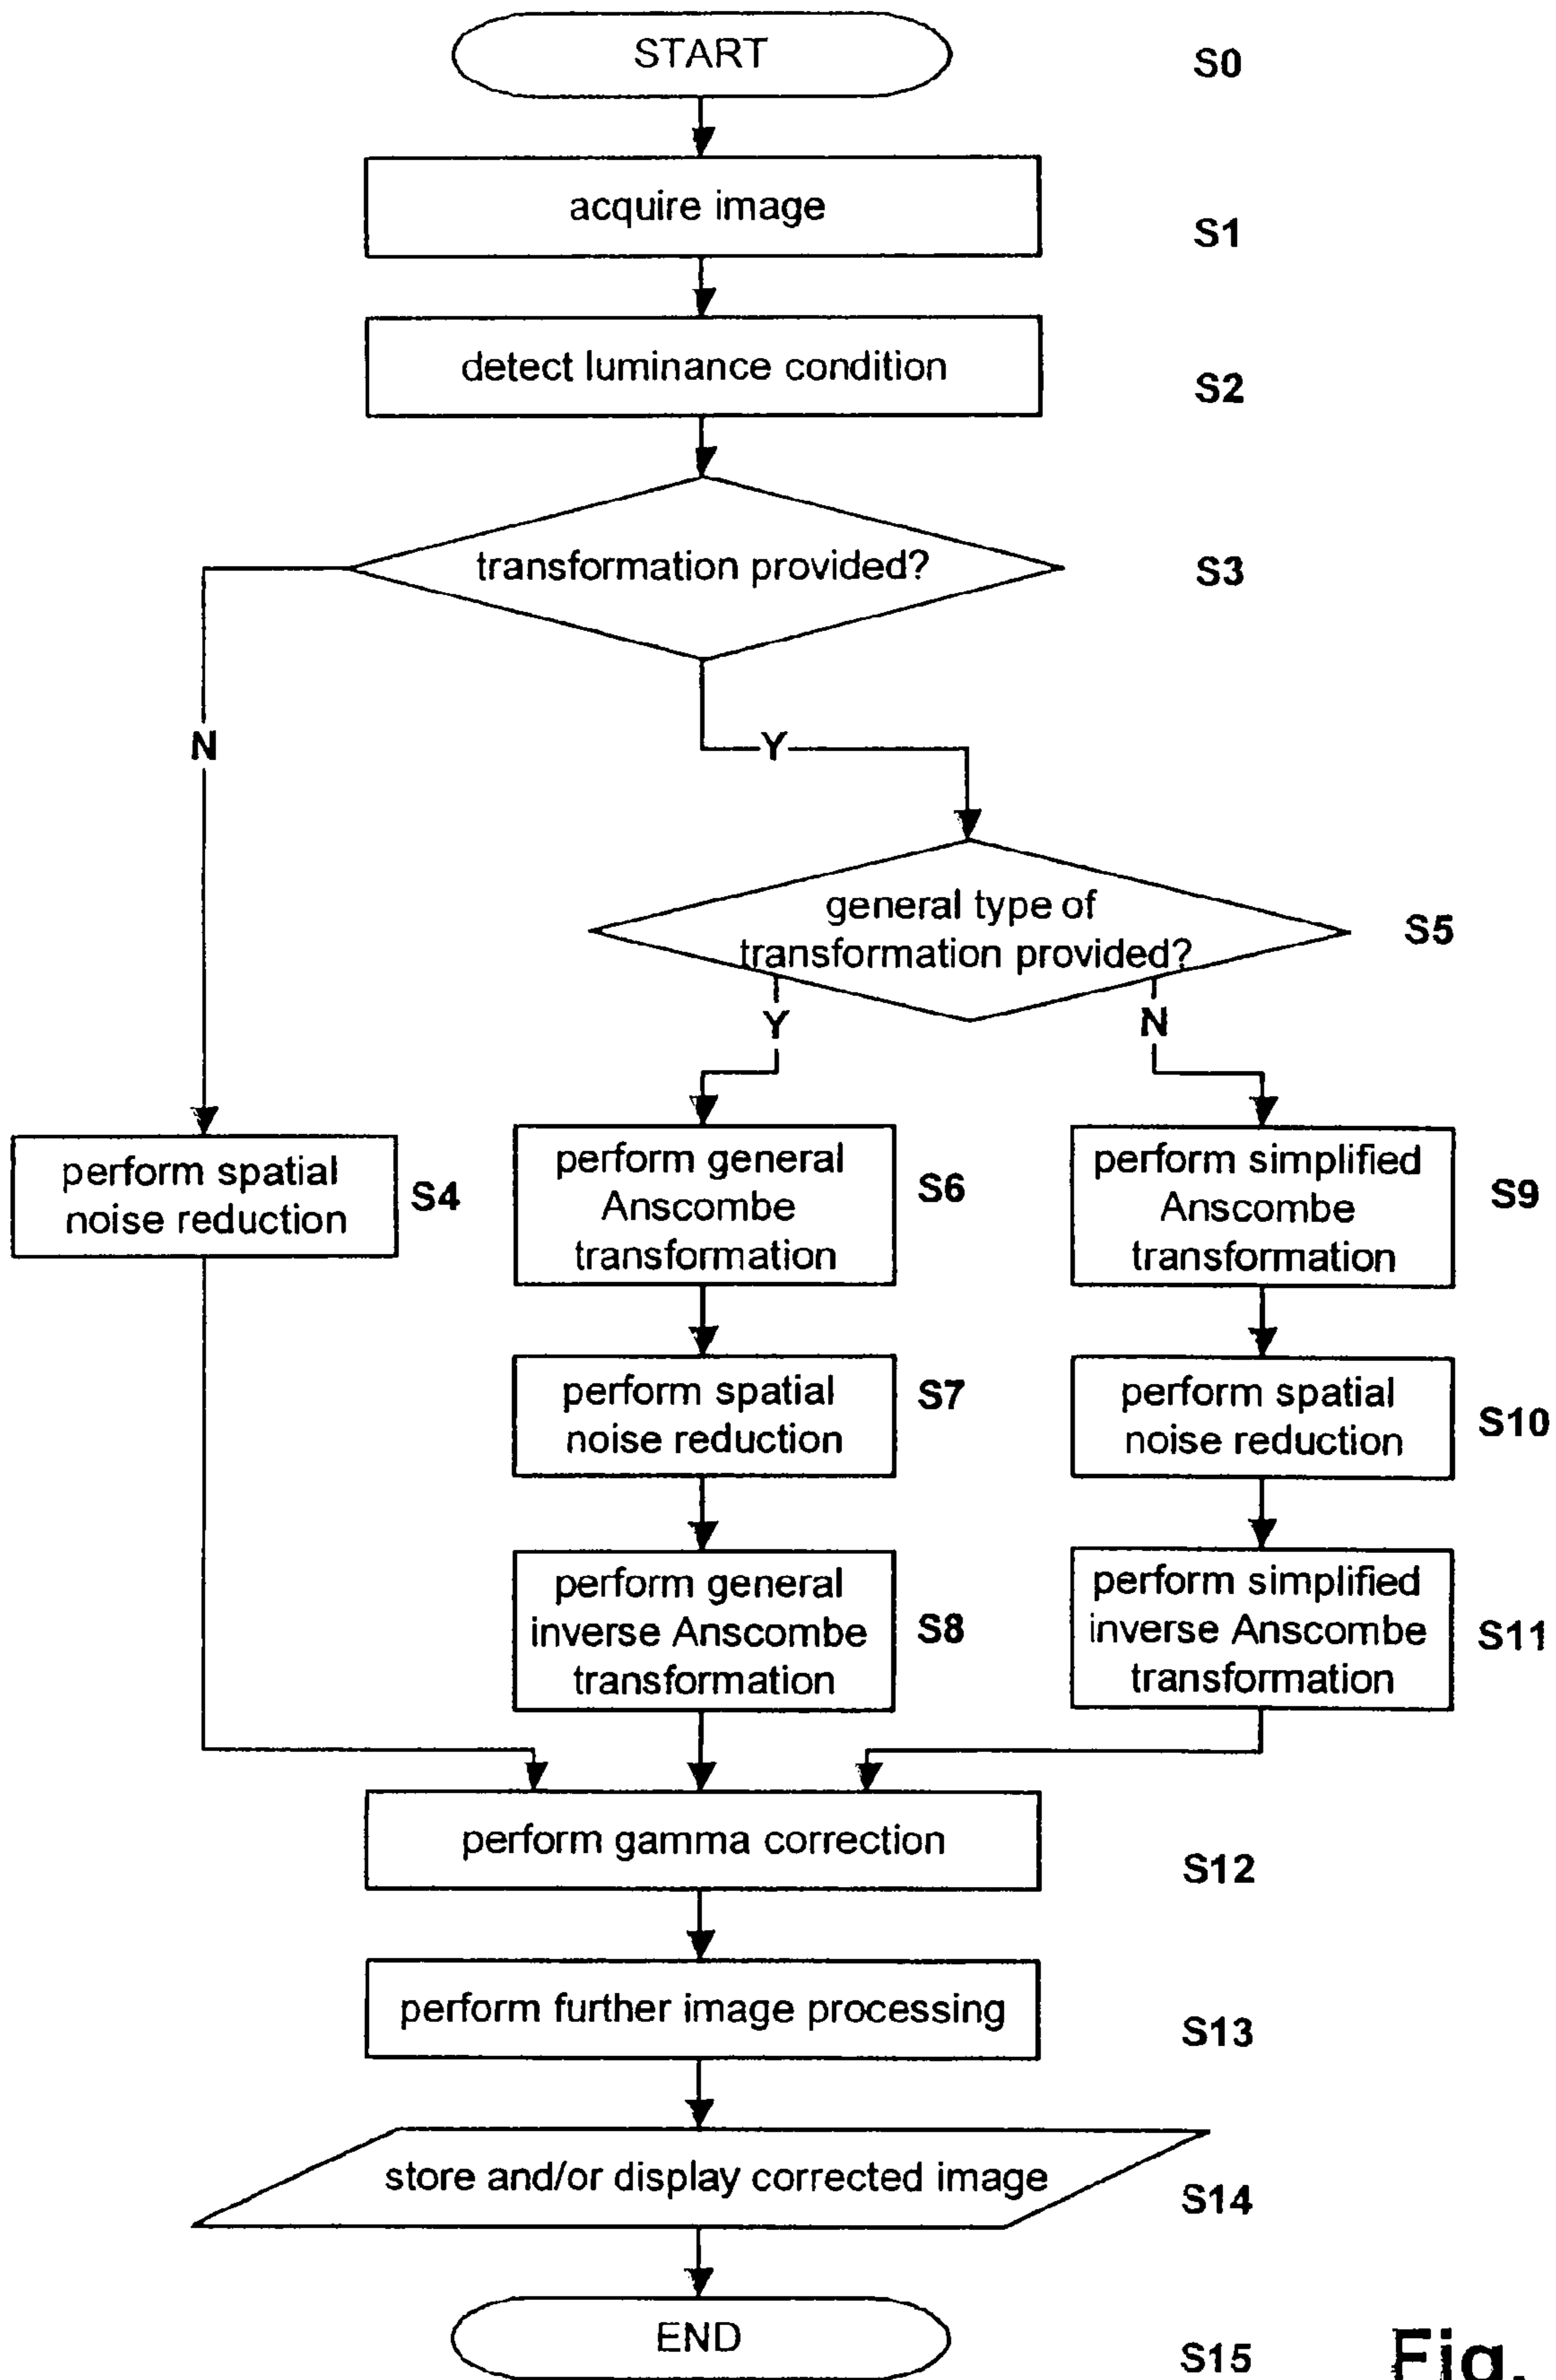 START
S0
acquire image
S1
detect luminance condition
S2
transformation provided?
S3
N
Y
general type of
transformation provided?
S5
Y
N
perform spatial
noise reduction
S4
perform general
Anscombe
transformation
S6
perform simplified
Anscombe
transformation
S9
perform spatial
noise reduction
S7
perform spatial
noise reduction
S10
perform general
inverse Anscombe
transformation
S8
perform simplified
inverse Anscombe
transformation
S11
perform gamma correction
S12
perform further image processing
S13
store and/or display corrected image
S14
END
S15
Fig.